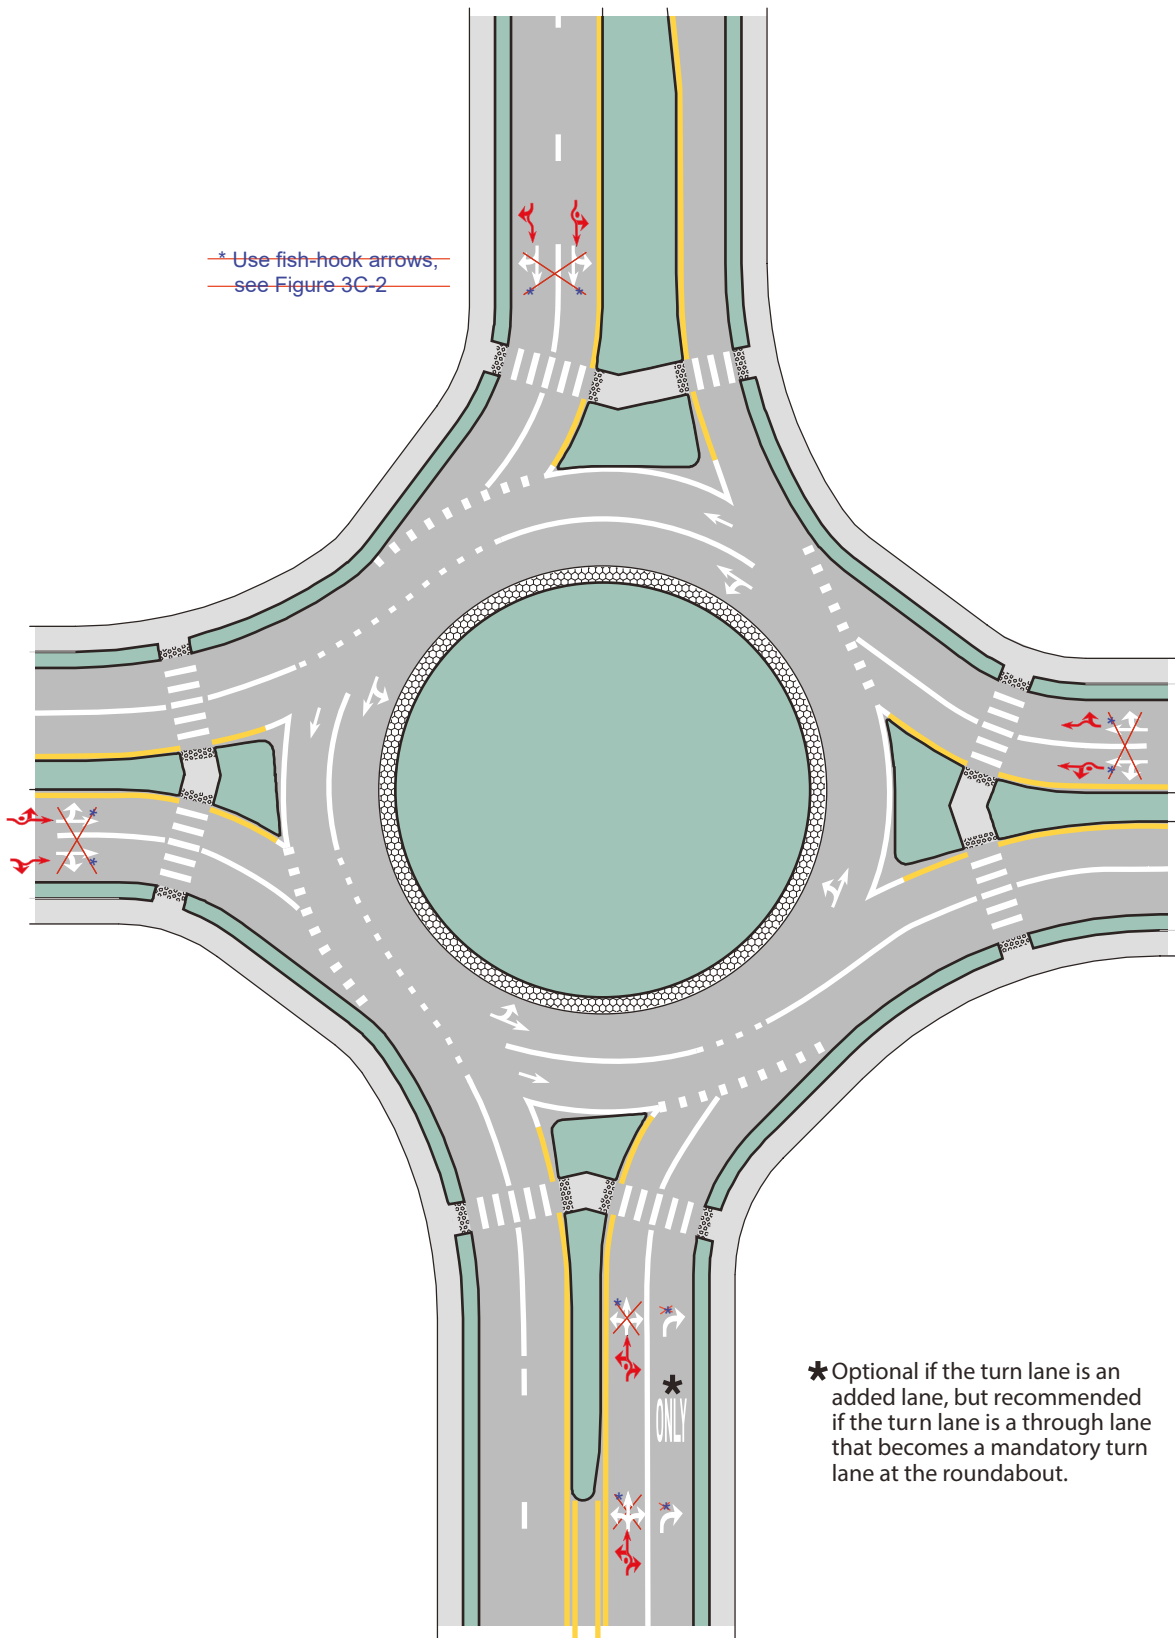 * Use fish-hook arrows,
see Figure 3C-2
*
ONLY
* Optional if the turn lane is an
added lane, but recommended
if the turn lane is a through lane
that becomes a mandatory turn
lane at the roundabout.